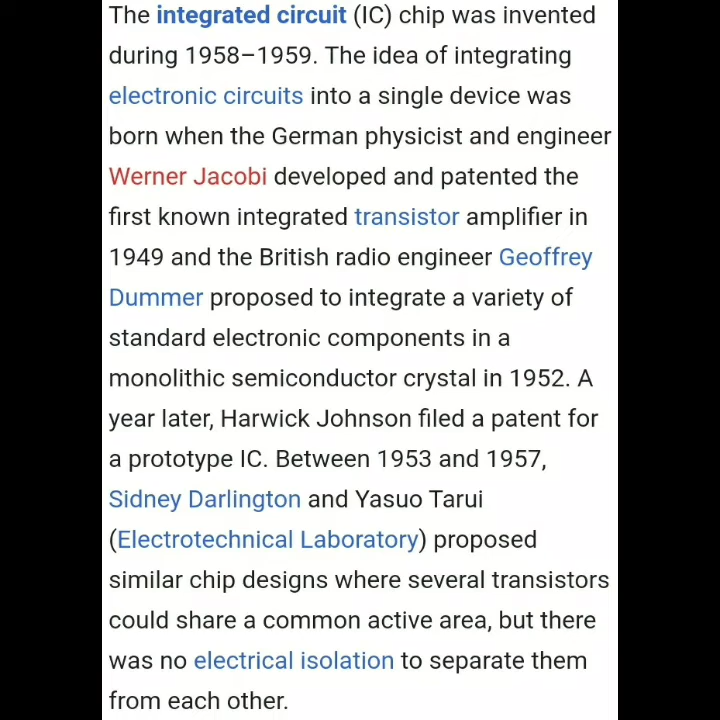 The integrated circuit (IC) chip was invented
during 1958–1959. The idea of integrating
electronic circuits into a single device was
born when the German physicist and engineer
Werner Jacobi developed and patented the
first known integrated transistor amplifier in
1949 and the British radio engineer Geoffrey
Dummer proposed to integrate a variety of
standard electronic components in a
monolithic semiconductor crystal in 1952. A
year later, Harwick Johnson filed a patent for
a prototype IC. Between 1953 and 1957,
Sidney Darlington and Yasuo Tarui
(Electrotechnical Laboratory) proposed
similar chip designs where several transistors
could share a common active area, but there
was no electrical isolation to separate them
from each other.